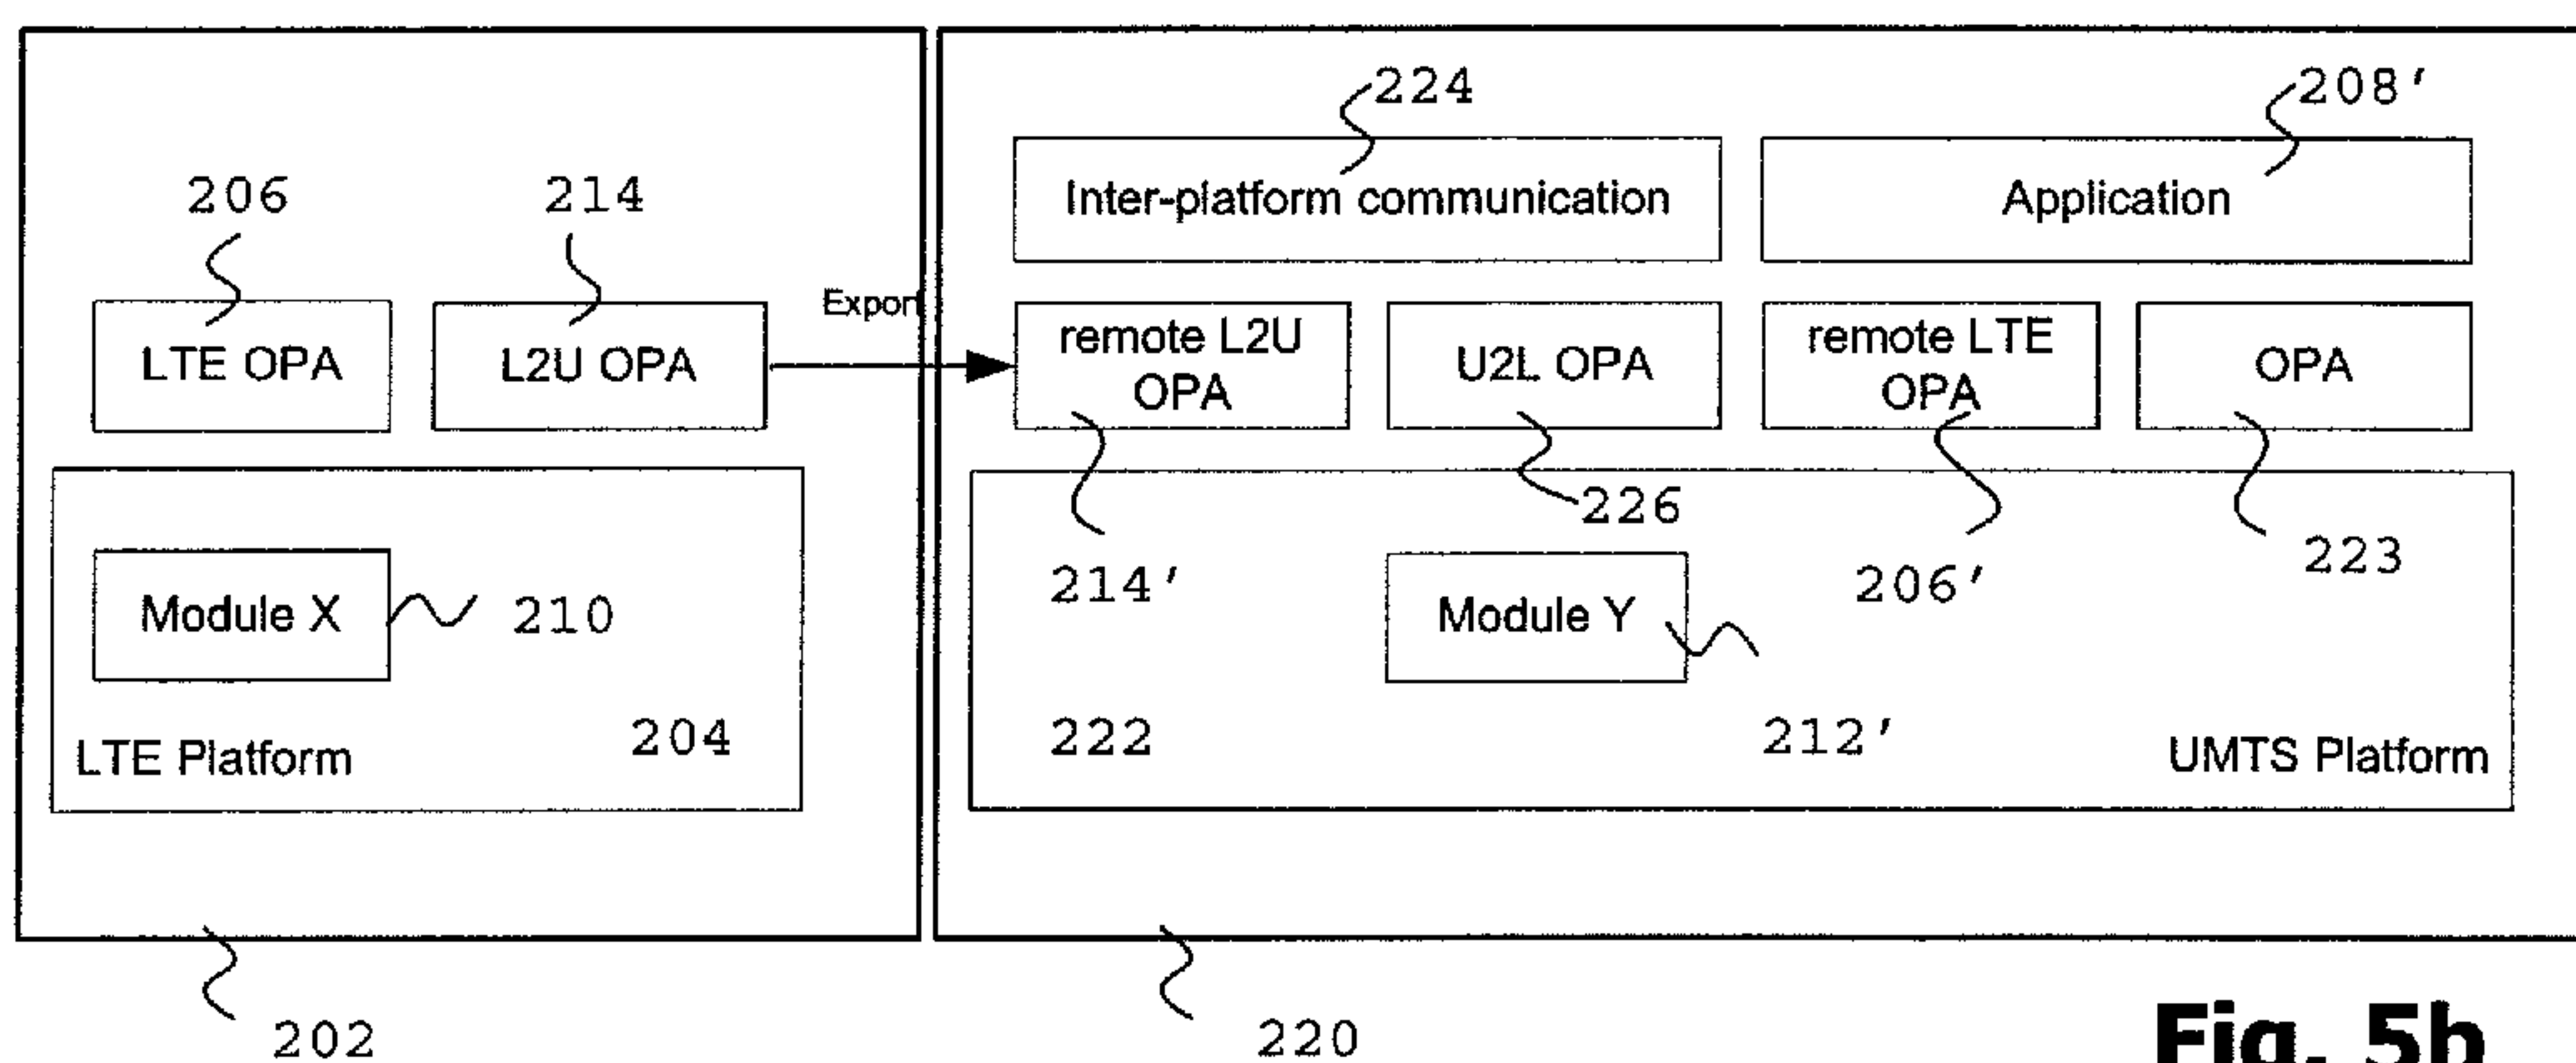 224
208'
206
214
Inter-platform communication
Application
Export
LTE OPA
L2U OPA
remote L2U
OPA
U2L OPA
remote LTE
OPA
OPA
226
214'
206'
223
Module X
210
Module Y
204
222
212'
LTE Platform
UMTS Platform
202
220
Fig. 5b